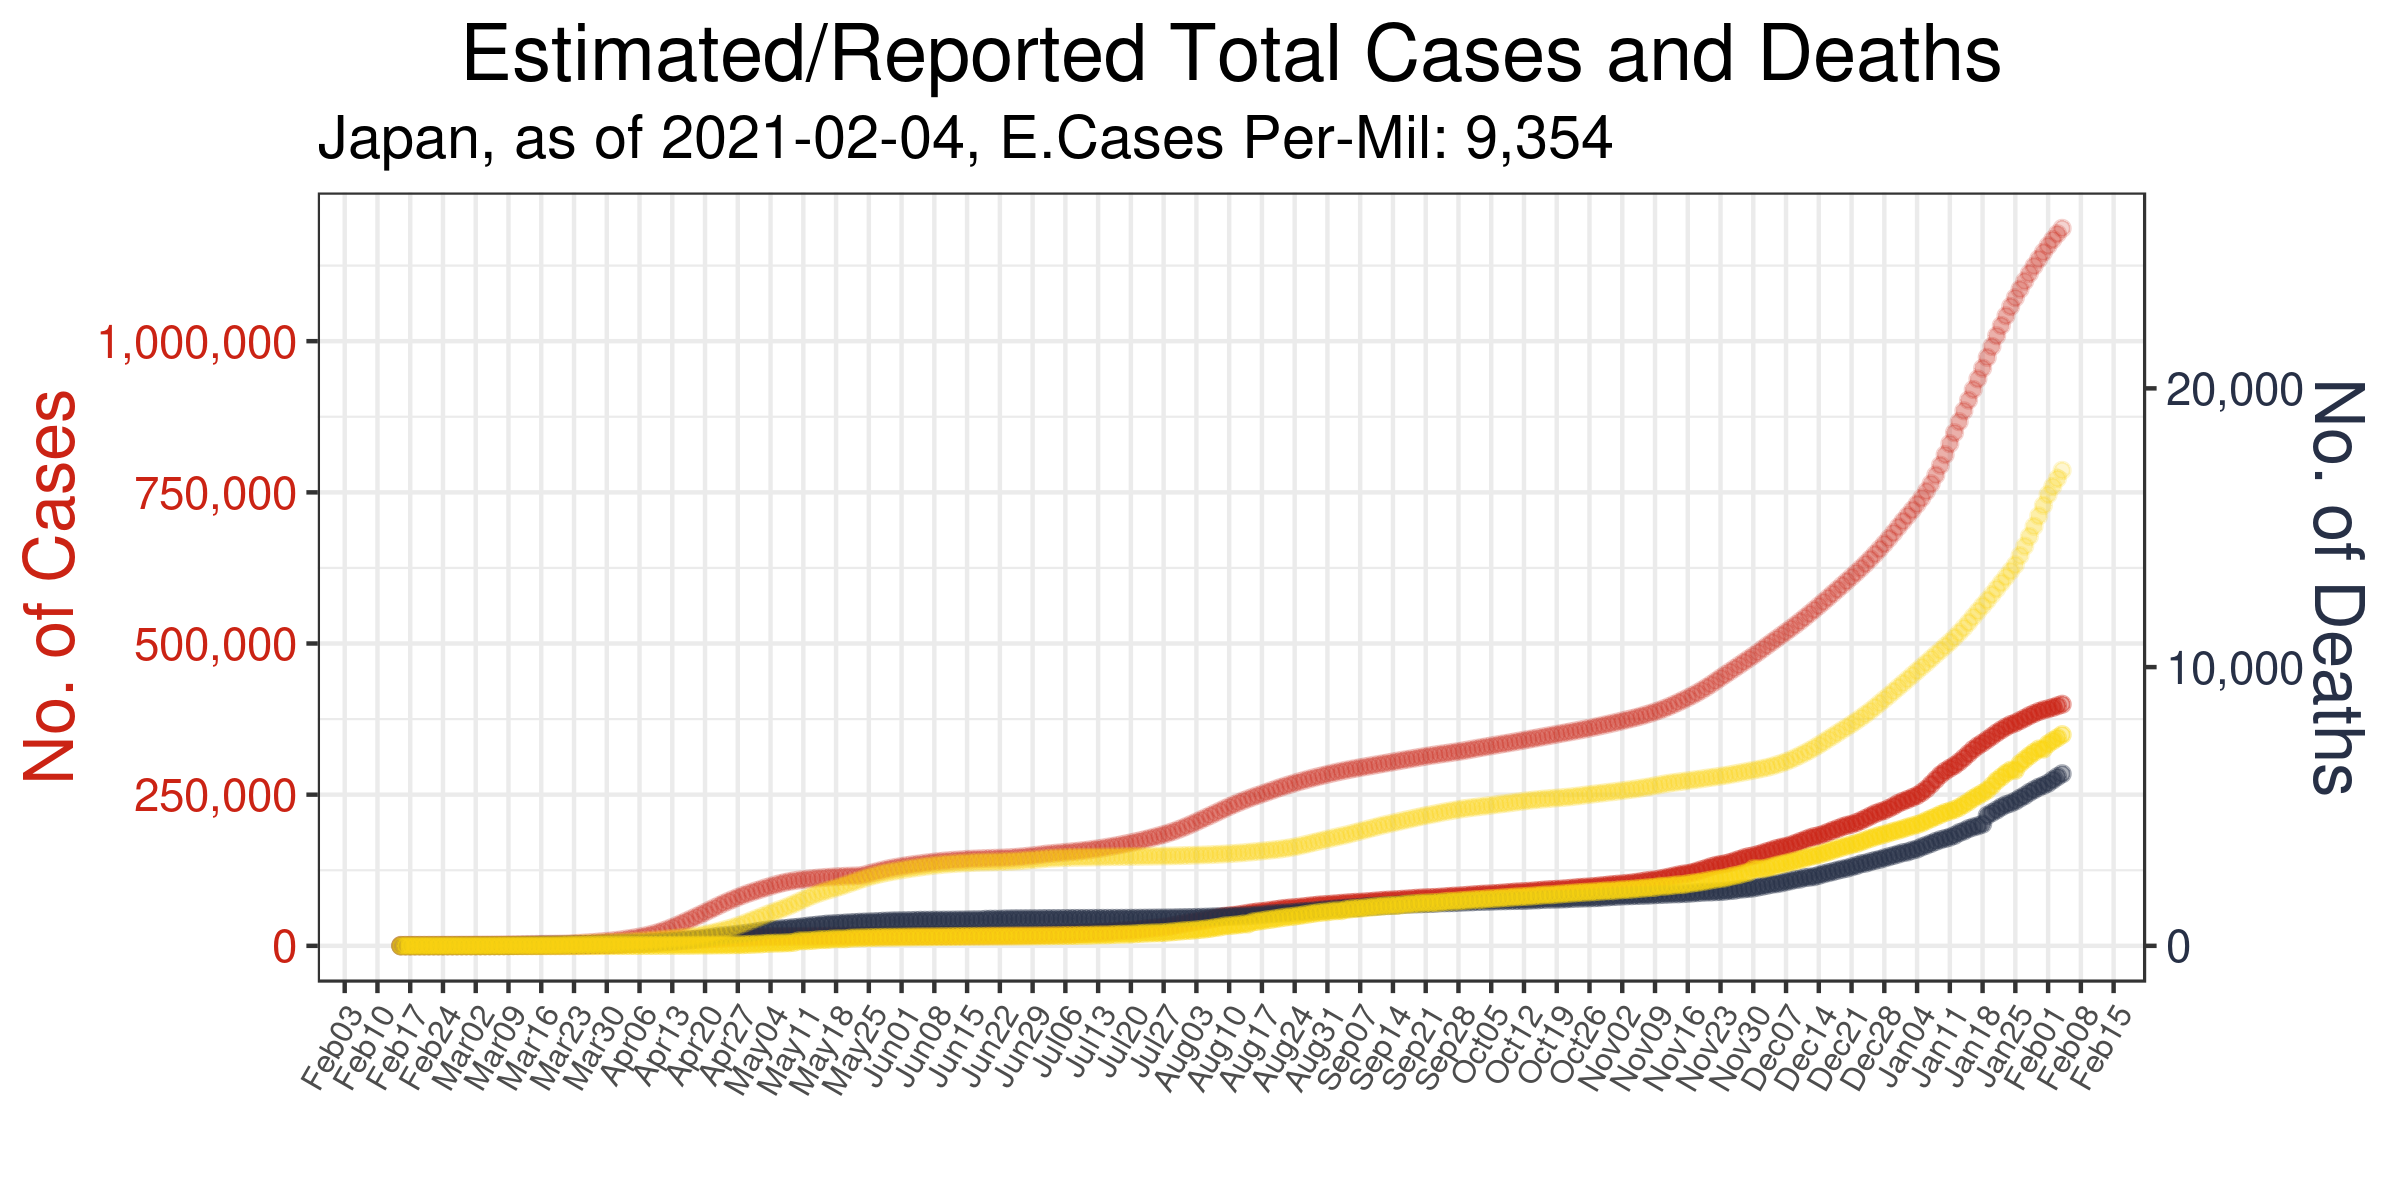 Estimated/Reported Total Cases and Deaths
Japan, as of 2021-02-04, E.Cases Per-Mil: 9,354
No. of Cases
1,000,000
750,000
500,000
250,000
0
20,000
10,000
0
No. of Deaths
Feb03
Feb10
Feb17
Feb24
Mar02
Mar09
Mar16
Mar23
Mar30
Apr06
Apr13
Apr20
Apr27
May04
May11
May18
May25
Jun01
Jun08
Jun15
Jun22
Jun29
Jul06
Jul13
Jul20
Jul27
Aug03
Aug10
Aug17
Aug24
Aug31
Sep07
Sep14
Sep21
Sep28
Oct05
Oct12
Oct19
Oct26
Nov02
Nov09
Nov16
Nov23
Nov30
Dec07
Dec14
Dec21
Dec28
Jan04
Jan11
Jan18
Jan25
Feb01
Feb08
Feb15